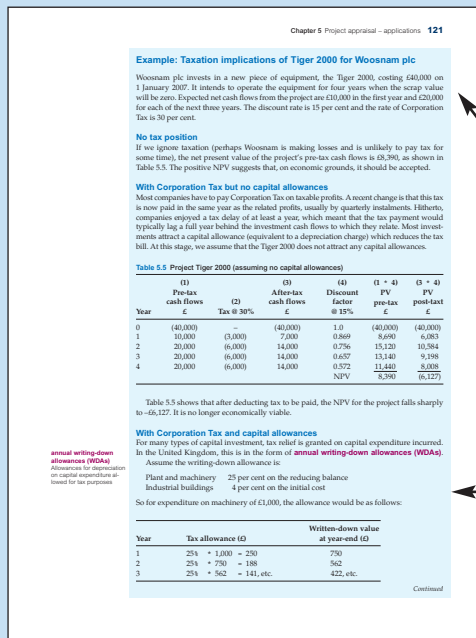 Chapter 5 Project appraisal – applications 121
Example: Taxation implications of Tiger 2000 for Woosnam plc
Woosnam plc invests in a new piece of equipment, the Tiger 2000, costing £40,000 on
1 January 2007. It intends to operate the equipment for four years when the scrap value
will be zero. Expected net cash flows from the project are £10,000 in the first year and £20,000
for each of the next three years. The discount rate is 15 per cent and the rate of Corporation
Tax is 30 per cent.
No tax position
If we ignore taxation (perhaps Woosnam is making losses and is unlikely to pay tax for
some time), the net present value of the project's pre-tax cash flows is £8,390, as shown in
Table 5.5. The positive NPV suggests that, on economic grounds, it should be accepted.
With Corporation Tax but no capital allowances
Most companies have to pay Corporation Tax on taxable profits. A recent change is that this tax
is now paid in the same year as the related profits, usually by quarterly instalments. Hitherto,
companies enjoyed a tax delay of at least a year, which meant that the tax payment would
typically lag a full year behind the investment cash flows to which they relate. Most invest-
ments attract a capital allowance (equivalent to a depreciation charge) which reduces the tax
bill. At this stage, we assume that the Tiger 2000 does not attract any capital allowances.
Table 5.5 Project Tiger 2000 (assuming no capital allowances)
(1) (3) (4) (1 * 4) (3 * 4)
Pre-tax After-tax Discount PV PV
cash flows (2) cash flows factor pre-tax post-taxt
Year £ Tax @ 30% £ @ 15% £ £
0 (40,000) – (40,000) 1.0 (40,000) (40,000)
1 10,000 (3,000) 7,000 0.869 8,690 6,083
2 20,000 (6,000) 14,000 0.756 15,120 10,584
3 20,000 (6,000) 14,000 0.657 13,140 9,198
4 20,000 (6,000) 14,000 0.572 11,440 8,008
NPV 8,390 (6,127)
Table 5.5 shows that after deducting tax to be paid, the NPV for the project falls sharply
to –£6,127. It is no longer economically viable.
With Corporation Tax and capital allowances
For many types of capital investment, tax relief is granted on capital expenditure incurred.
In the United Kingdom, this is in the form of annual writing-down allowances (WDAs).
Assume the writing-down allowance is:
annual writing-down
allowances (WDAs)
Allowances for depreciation
on capital expenditure al-
lowed for tax purposes
Plant and machinery 25 per cent on the reducing balance
Industrial buildings 4 per cent on the initial cost
So for expenditure on machinery of £1,000, the allowance would be as follows:
Written-down value
Year Tax allowance (£) at year-end (£)
1 25% * 1,000 = 250 750
2 25% * 750 = 188 562
3 25% * 562 = 141, etc. 422, etc.
Continued